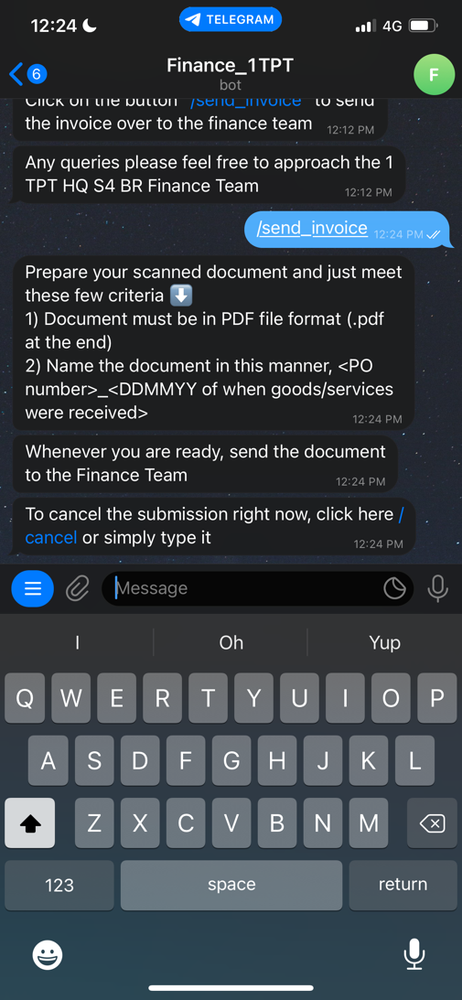 12:24
TELEGRAM
4G
6
Finance_1TPT
bot
F
Click on the button "/send_invoice" to send
the invoice over to the finance team
12:12 PM
Any queries please feel free to approach the 1
TPT HQ S4 BR Finance Team
12:12 PM
/send_invoice
12:24 PM
Prepare your scanned document and just meet
these few criteria ⬇️
1) Document must be in PDF file format (.pdf
at the end)
2) Name the document in this manner, <PO
number>_<DDMMYY of when goods/services
were received>
12:24 PM
Whenever you are ready, send the document
to the Finance Team
12:24 PM
To cancel the submission right now, click here /
cancel or simply type it
12:24 PM
Message
I
Oh
Yup
Q W E R T Y U I O P
A S D F G H J K L
Z X C V B N M
123
space
return